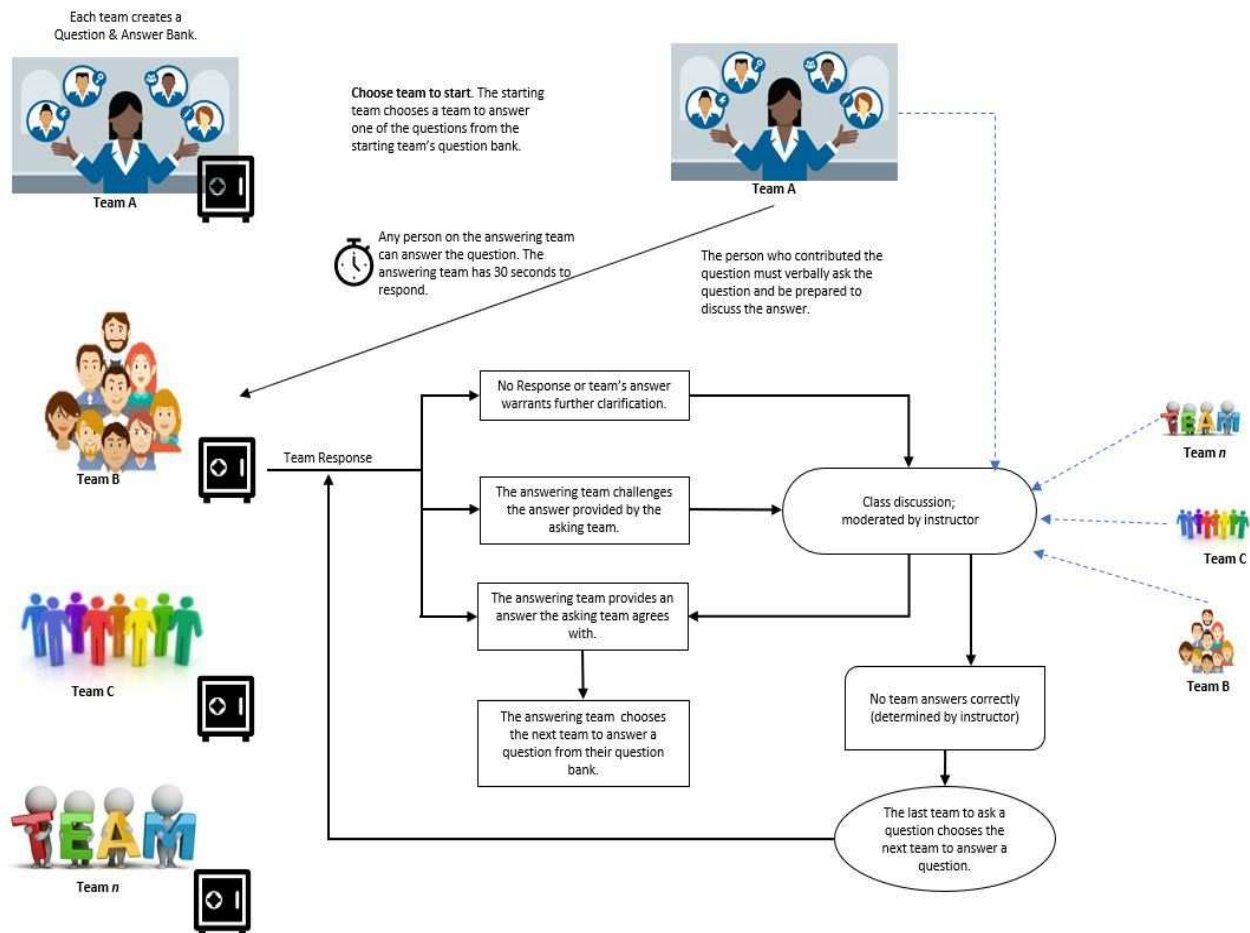 Each team creates a
Question & Answer Bank.
Team A
Choose team to start. The starting
team chooses a team to answer
one of the questions from the
starting team's question bank.
Team A
Any person on the answering team
can answer the question. The
answering team has 30 seconds to
respond.
The person who contributed the
question must verbally ask the
question and be prepared to
discuss the answer.
Team B
Team Response
No Response or team's answer
warrants further clarification.
The answering team challenges
the answer provided by the
asking team.
The answering team provides an
answer the asking team agrees
with.
The answering team chooses
the next team to answer a
question from their question
bank.
Class discussion;
moderated by instructor
TEAM
Team n
Team C
Team B
No team answers correctly
(determined by instructor)
The last team to ask a
question chooses the
next team to answer a
question.
Team C
TEAM
Team n